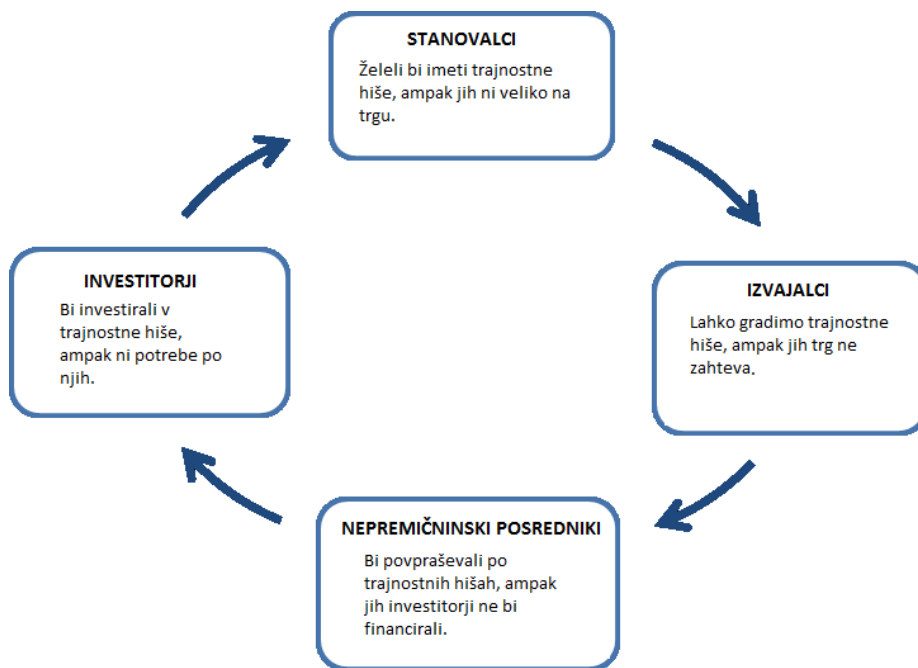 STANOVALCI
Želeli bi imeti trajnostne
hiše, ampak jih ni veliko na
trgu.
IZVAJALCI
Lahko gradimo trajnostne
hiše, ampak jih trg ne
zahteva.
NEPREMIČNINSKI POSREDNIKI
Bi povpraševali po
trajnostnih hišah, ampak
jih investitorji ne bi
financirali.
INVESTITORJI
Bi investirali v
trajnostne hiše,
ampak ni potrebe po
njih.